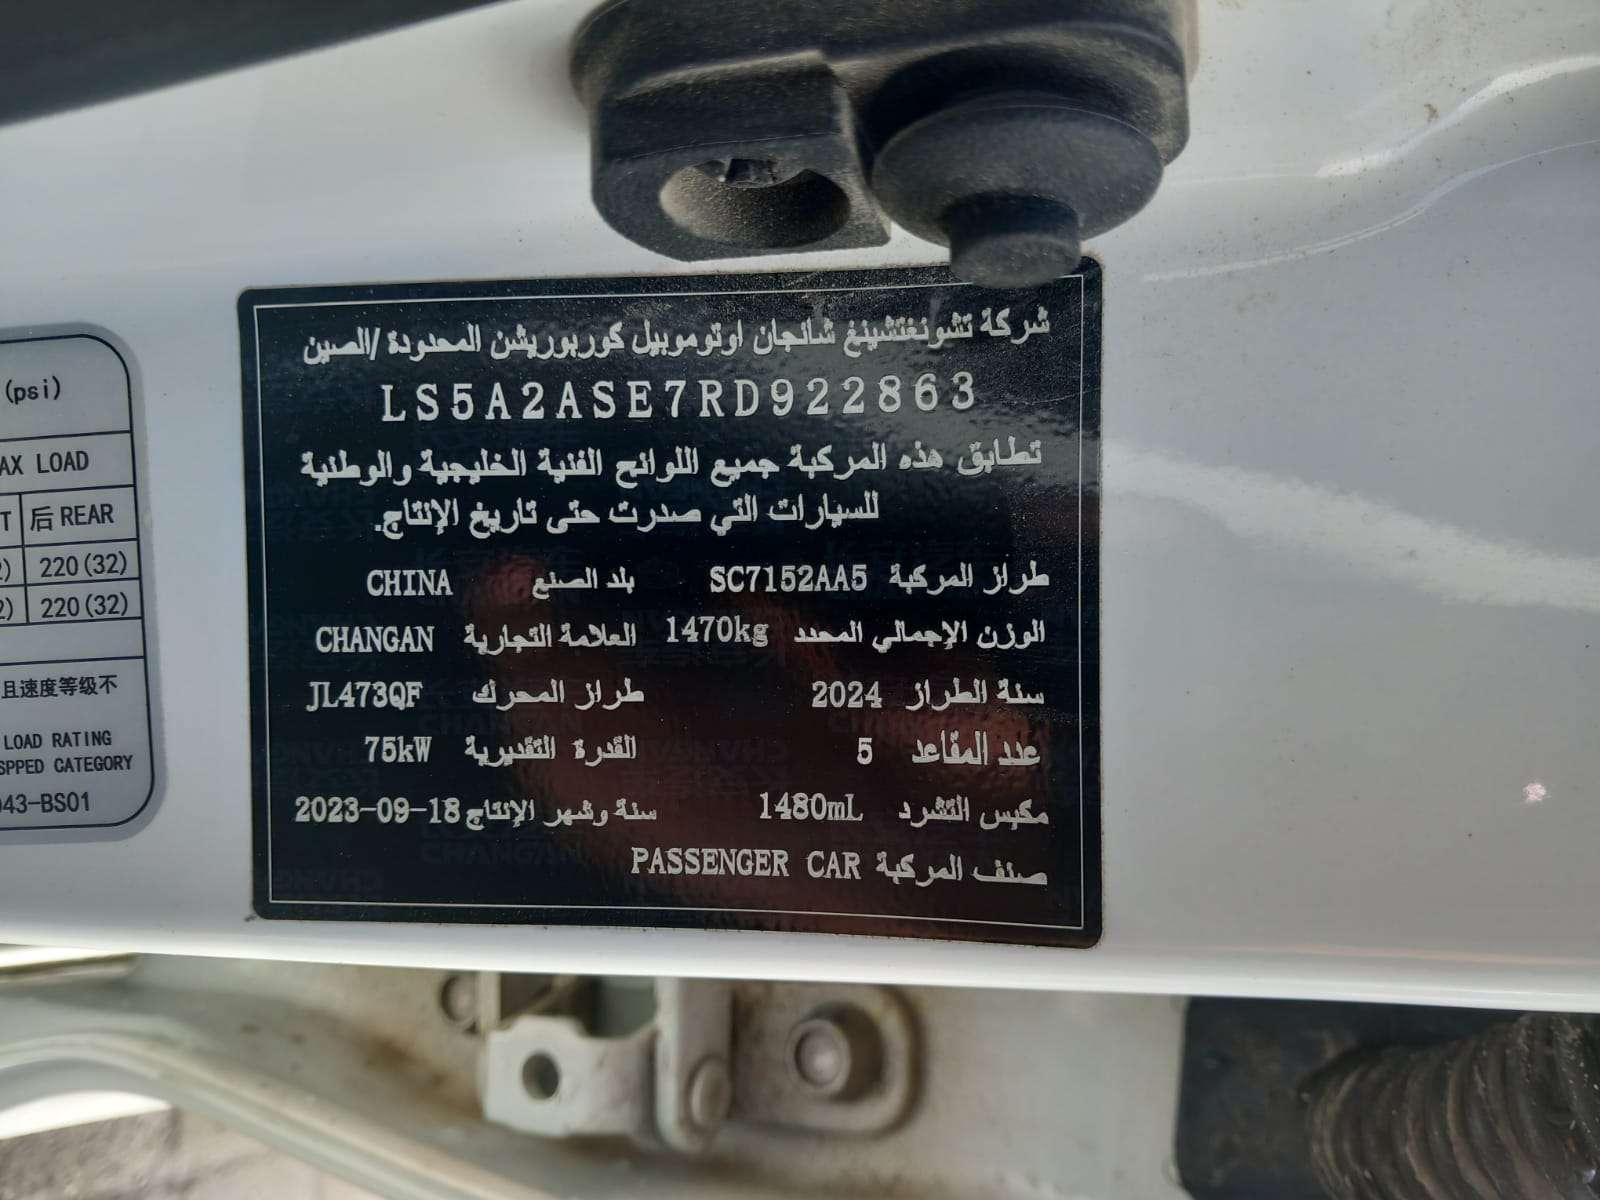 شركة تشونغتشينغ شانجان اوتوموبيل كوربوريشن المحدودة /الصين
LS5A2ASE7RD922863
تطابق هذه المركبة جميع اللوائح الفنية الخليجية والوطنية
للسيارات التي صدرت حتى تاريخ الإنتاج.
طراز المركبة SC7152AA5 بلد الصنع CHINA
الوزن الإجمالي المحدد 1470kg العلامة التجارية CHANGAN
سنة الطراز 2024 طراز المحرك JL473QF
عدد المقاعد 5 القدرة التقديرية 75kW
مكبس التشرد 1480mL سنة وشهر الإنتاج 2023-09-18
صنف المركبة PASSENGER CAR
(psi)
AX LOAD
T 后 REAR
2) 220(32)
2) 220(32)
且速度等级不
LOAD RATING
SPPED CATEGORY
043-BS01